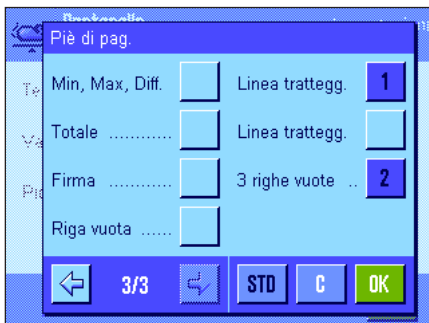 Piè di pag.
Min, Max, Diff.
Linea trattegg. 1
Totale ............
Linea trattegg.
Firma ............
3 righe vuote .. 2
Riga vuota ......
3/3
STD
C
OK